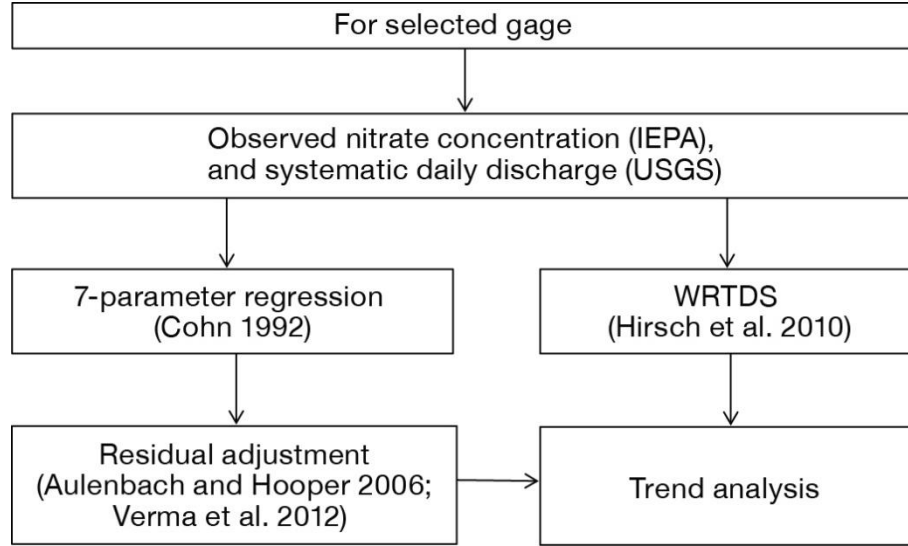 For selected gage
Observed nitrate concentration (IEPA),
and systematic daily discharge (USGS)
7-parameter regression
(Cohn 1992)
WRTDS
(Hirsch et al. 2010)
Residual adjustment
(Aulenbach and Hooper 2006;
Verma et al. 2012)
Trend analysis